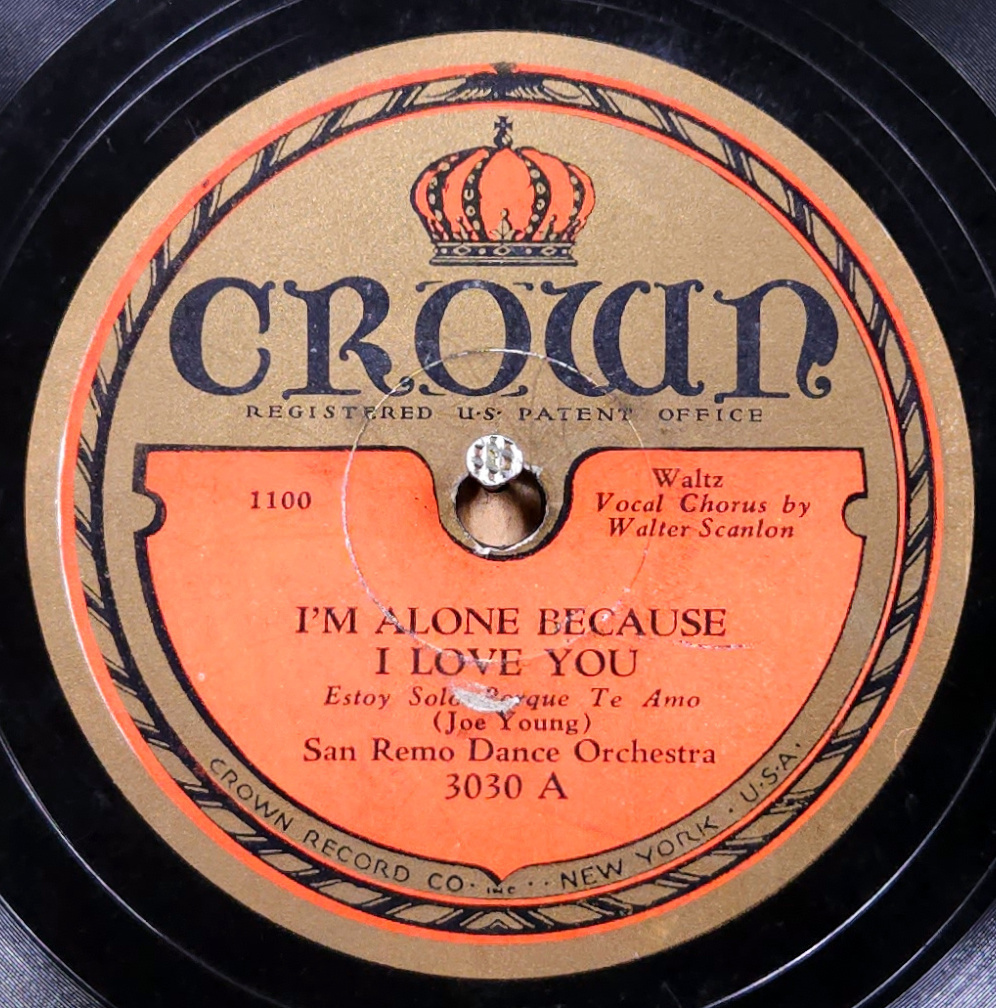 CROWN
REGISTERED U·S· PATENT OFFICE
1100
Waltz
Vocal Chorus by
Walter Scanlon
I'M ALONE BECAUSE
I LOVE YOU
Estoy Solo Porque Te Amo
(Joe Young)
San Remo Dance Orchestra
3030 A
CROWN RECORD CO· INC · · NEW YORK · U·S·A·